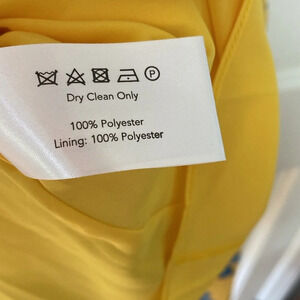 P
Dry Clean Only
100% Polyester
Lining: 100% Polyester